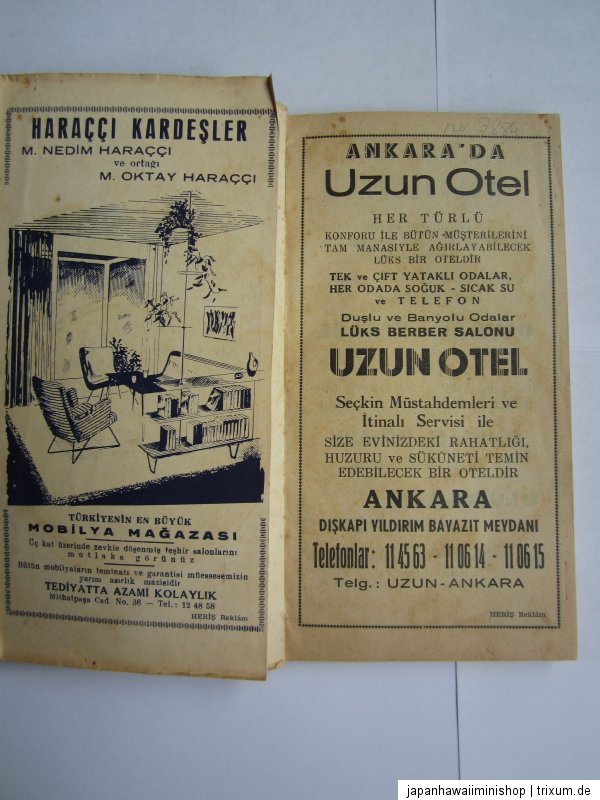 HARAÇÇI KARDEŞLER
M. NEDİM HARAÇÇI
ve ortağı
M. OKTAY HARAÇÇI
TÜRKİYENİN EN BÜYÜK
MOBİLYA MAĞAZASI
Üç kat üzerinde zevkle döşenmiş teşhir salonlarını
mutlaka görünüz
Bütün mobilyaların teminatı ve garantisi müessesemizin
yarım asırlık mazisidir
TEDİYATTA AZAMİ KOLAYLIK
Mithatpaşa Cad No. 36 - Tel.: 12 48 58
HERİŞ Reklâm
ANKARA'DA
Uzun Otel
HER TÜRLÜ
KONFORU İLE BÜTÜN MÜŞTERİLERİNİ
TAM MANASİYLE AĞIRLAYABİLECEK
LÜKS BİR OTELDİR
TEK ve ÇİFT YATAKLI ODALAR,
HER ODADA SOĞUK - SICAK SU
ve TELEFON
Duşlu ve Banyolu Odalar
LÜKS BERBER SALONU
UZUN OTEL
Seçkin Müstahdemleri ve
İtinalı Servisi ile
SİZE EVİNİZDEKİ RAHATLIĞI,
HUZURU ve SÜKÛNETİ TEMİN
EDEBİLECEK BİR OTELDİR
ANKARA
DIŞKAPI YILDIRIM BAYAZIT MEYDANI
Telefonlar: 11 45 63 - 11 06 14 - 11 06 15
Telg.: UZUN-ANKARA
HERİŞ Reklâm
japanhawaiiminishop | trixum.de